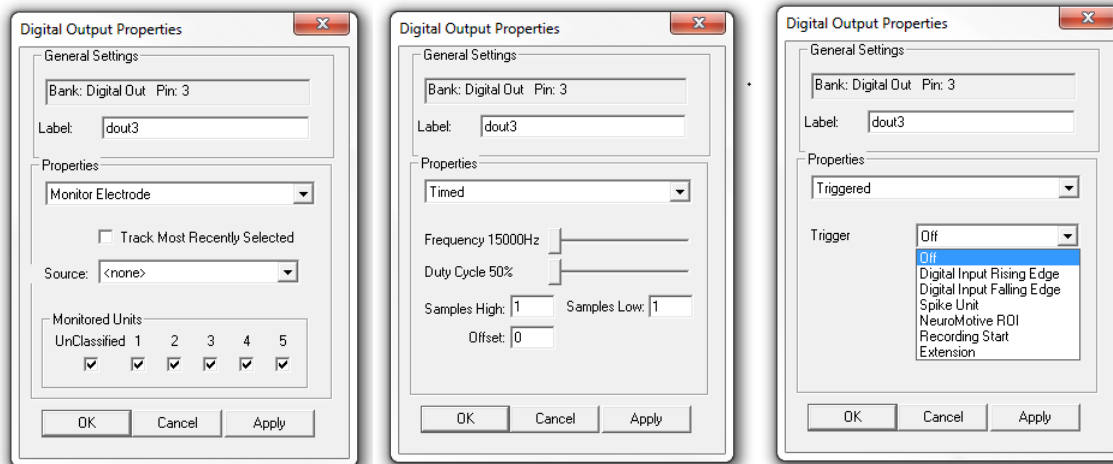 Digital Output Properties
General Settings
Bank: Digital Out Pin: 3
Label: dout3
Properties
Monitor Electrode
Track Most Recently Selected
Source: <none>
Monitored Units
UnClassified 1 2 3 4 5
OK Cancel Apply
Digital Output Properties
General Settings
Bank: Digital Out Pin: 3
Label: dout3
Properties
Timed
Frequency 15000Hz
Duty Cycle 50%
Samples High: 1 Samples Low: 1
Offset: 0
OK Cancel Apply
Digital Output Properties
General Settings
Bank: Digital Out Pin: 3
Label: dout3
Properties
Triggered
Trigger Off
Off
Digital Input Rising Edge
Digital Input Falling Edge
Spike Unit
NeuroMotive ROI
Recording Start
Extension
OK Cancel Apply